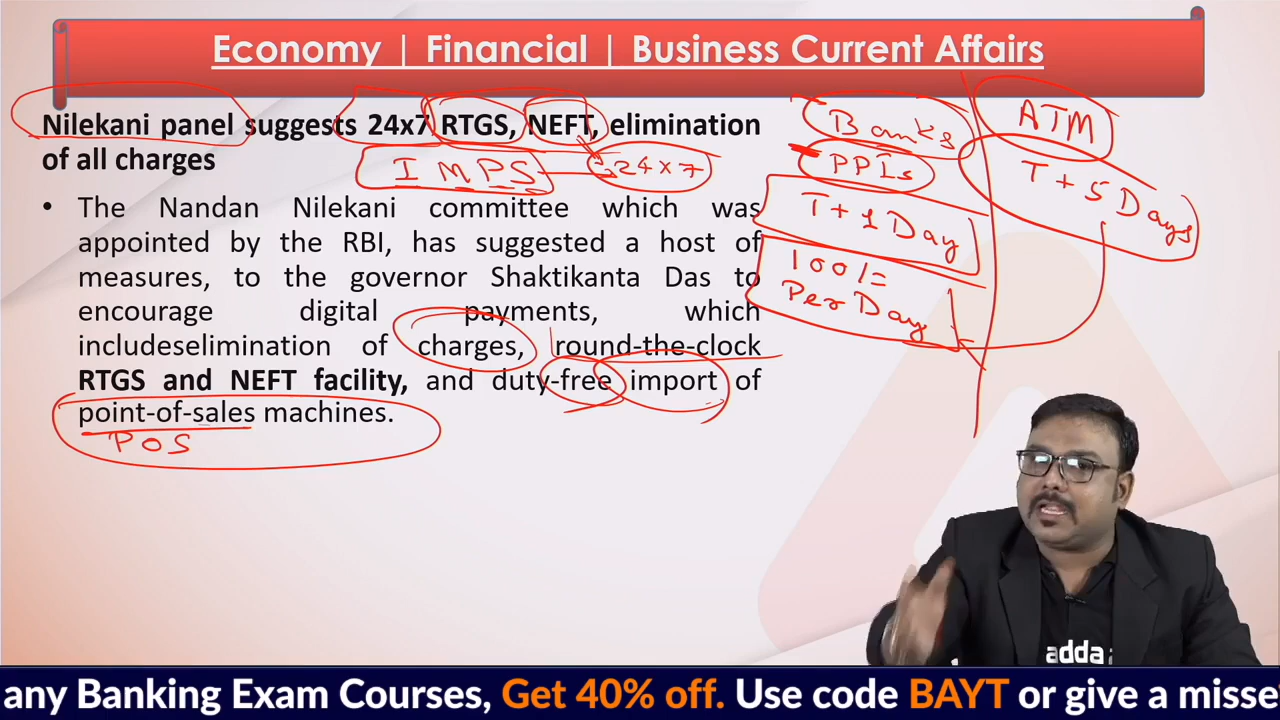 Economy | Financial | Business Current Affairs
Nilekani panel suggests 24x7 RTGS, NEFT, elimination
of all charges
IMPS 24x7
• The Nandan Nilekani committee which was
appointed by the RBI, has suggested a host of
measures, to the governor Shaktikanta Das to
encourage digital payments, which
includeselimination of charges, round-the-clock
RTGS and NEFT facility, and duty-free import of
point-of-sales machines.
POS
Banks
PPIs
T+1 Day
100/=
Per Day
ATM
T+5 Days
adda
any Banking Exam Courses, Get 40% off. Use code BAYT or give a misse